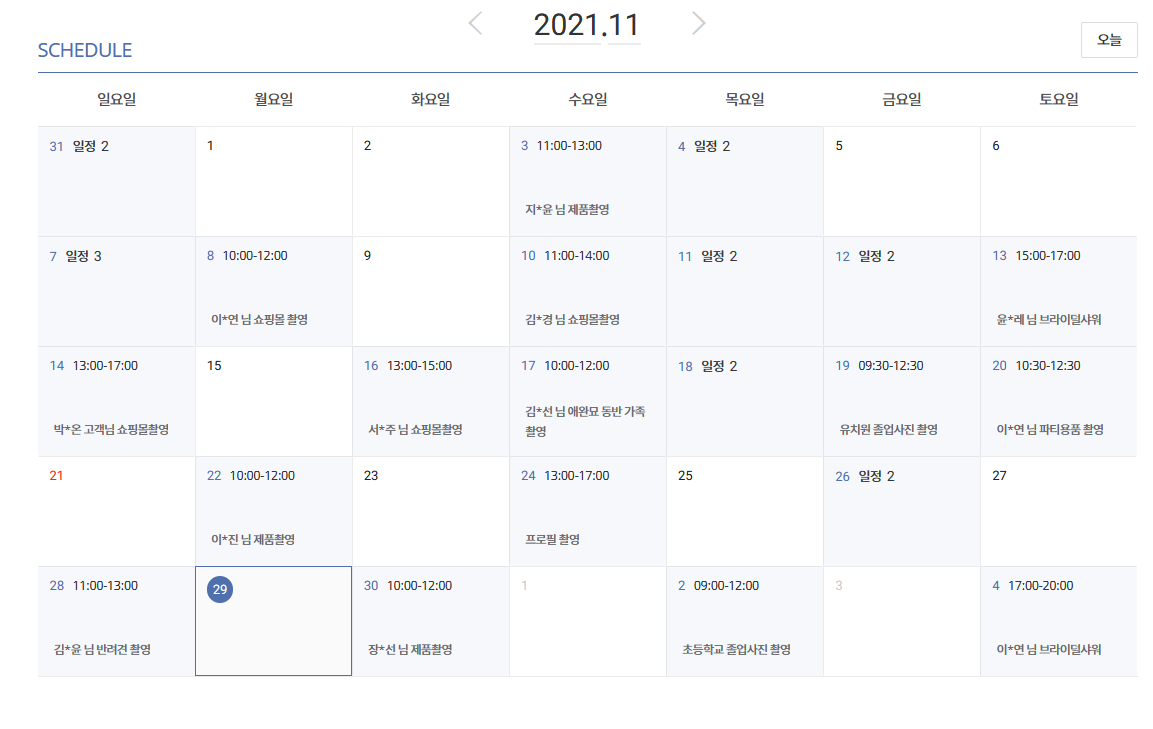 2021.11
SCHEDULE
오늘
일요일 월요일 화요일 수요일 목요일 금요일 토요일
31 일정 2
1
2
3 11:00-13:00
지*윤 님 제품촬영
4 일정 2
5
6
7 일정 3
8 10:00-12:00
이*연 님 쇼핑몰 촬영
9
10 11:00-14:00
김*경 님 쇼핑몰촬영
11 일정 2
12 일정 2
13 15:00-17:00
윤*레 님 브라이덜샤워
14 13:00-17:00
박*온 고객님 쇼핑몰촬영
15
16 13:00-15:00
서*주 님 쇼핑몰촬영
17 10:00-12:00
김*선 님 애완묘 동반 가족
촬영
18 일정 2
19 09:30-12:30
유치원 졸업사진 촬영
20 10:30-12:30
이*연 님 파티용품 촬영
21
22 10:00-12:00
이*진 님 제품촬영
23
24 13:00-17:00
프로필 촬영
25
26 일정 2
27
28 11:00-13:00
김*윤 님 반려견 촬영
29
30 10:00-12:00
장*선 님 제품촬영
1
2 09:00-12:00
초등학교 졸업사진 촬영
3
4 17:00-20:00
이*연 님 브라이덜샤워